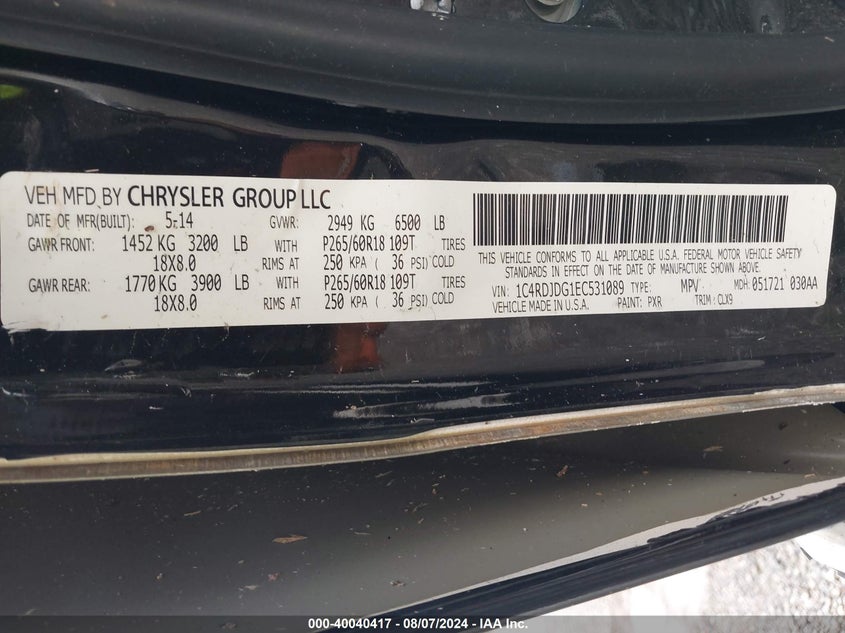 VEH MFD BY CHRYSLER GROUP LLC
DATE OF MFR(BUILT): 5-14 GVWR: 2949 KG 6500 LB
GAWR FRONT: 1452 KG 3200 LB WITH P265/60R18 109T TIRES
18X8.0 RIMS AT 250 KPA ( 36 PSI) COLD
GAWR REAR: 1770 KG 3900 LB WITH P265/60R18 109T TIRES
18X8.0 RIMS AT 250 KPA ( 36 PSI) COLD
THIS VEHICLE CONFORMS TO ALL APPLICABLE U.S.A. FEDERAL MOTOR VEHICLE SAFETY
STANDARDS IN EFFECT ON THE DATE OF MANUFACTURE SHOWN ABOVE.
VIN: 1C4RDJDG1EC531089 TYPE: MPV MDH: 051721 030AA
VEHICLE MADE IN U.S.A. PAINT: PXR TRIM: CLX9
000-40040417 - 08/07/2024 - IAA Inc.